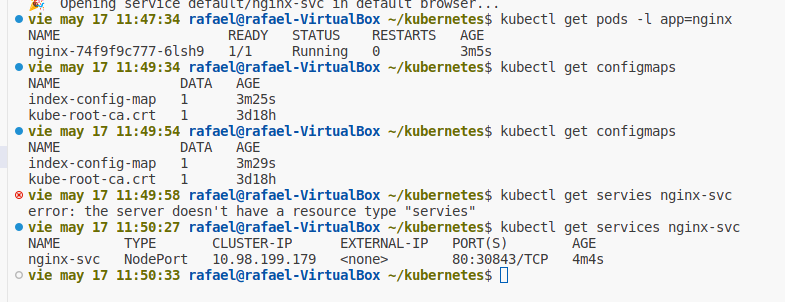 🎉 Opening service default/nginx-svc in default browser...
vie may 17 11:47:34 rafael@rafael-VirtualBox ~/kubernetes$ kubectl get pods -l app=nginx
NAME READY STATUS RESTARTS AGE
nginx-74f9f9c777-6lsh9 1/1 Running 0 3m5s
vie may 17 11:49:34 rafael@rafael-VirtualBox ~/kubernetes$ kubectl get configmaps
NAME DATA AGE
index-config-map 1 3m25s
kube-root-ca.crt 1 3d18h
vie may 17 11:49:54 rafael@rafael-VirtualBox ~/kubernetes$ kubectl get configmaps
NAME DATA AGE
index-config-map 1 3m29s
kube-root-ca.crt 1 3d18h
vie may 17 11:49:58 rafael@rafael-VirtualBox ~/kubernetes$ kubectl get servies nginx-svc
error: the server doesn't have a resource type "servies"
vie may 17 11:50:27 rafael@rafael-VirtualBox ~/kubernetes$ kubectl get services nginx-svc
NAME TYPE CLUSTER-IP EXTERNAL-IP PORT(S) AGE
nginx-svc NodePort 10.98.199.179 <none> 80:30843/TCP 4m4s
vie may 17 11:50:33 rafael@rafael-VirtualBox ~/kubernetes$